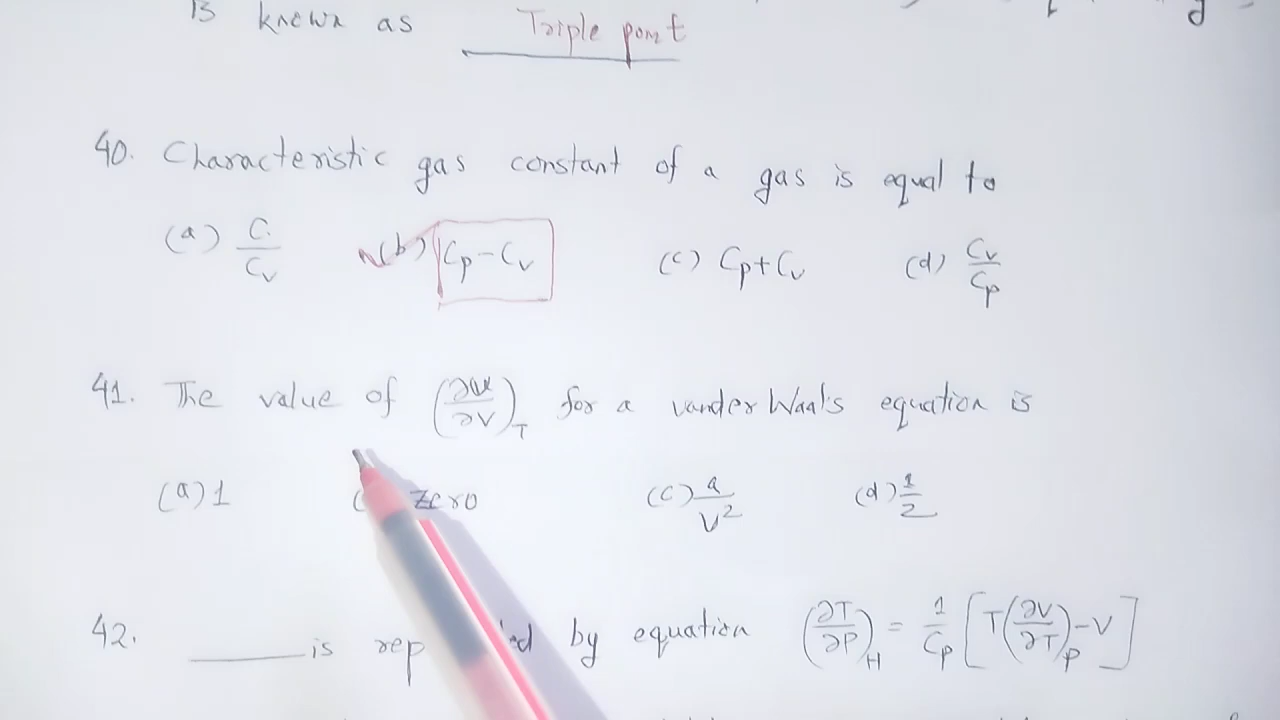 is known as Triple point
40. Characteristic gas constant of a gas is equal to
(a) C/Cv (b) Cp-Cv (c) Cp+Cv (d) Cv/Cp
41. The value of (∂U/∂V)T for a vander Waal's equation is
(a) 1 ( zero (c) a/V² (d) 1/2
42. ______ is rep ed by equation (∂T/∂P)H = 1/Cp [T(∂V/∂T)P-V]